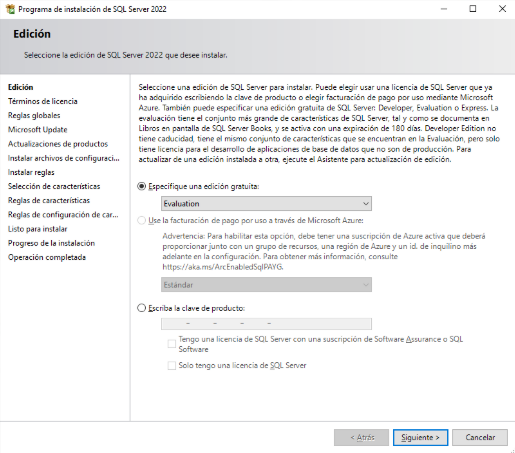 Programa de instalación de SQL Server 2022
Edición
Seleccione la edición de SQL Server 2022 que desee instalar.
Edición
Términos de licencia
Reglas globales
Microsoft Update
Actualizaciones de productos
Instalar archivos de configuraci...
Instalar reglas
Selección de características
Reglas de características
Reglas de configuración de car...
Listo para instalar
Progreso de la instalación
Operación completada
Seleccione una edición de SQL Server para instalar. Puede elegir usar una licencia de SQL Server que ya
ha adquirido escribiendo la clave de producto o elegir facturación de pago por uso mediante Microsoft
Azure. También puede especificar una edición gratuita de SQL Server: Developer, Evaluation o Express. La
evaluación tiene el conjunto más grande de características de SQL Server, tal y como se documenta en
Libros en pantalla de SQL Server Books, y se activa con una expiración de 180 días. Developer Edition no
tiene caducidad, tiene el mismo conjunto de características que se encuentran en la Evaluación, pero solo
tiene licencia para el desarrollo de aplicaciones de base de datos que no son de producción. Para
actualizar de una edición instalada a otra, ejecute el Asistente para actualización de edición.
Especifique una edición gratuita:
Evaluation
Use la facturación de pago por uso a través de Microsoft Azure:
Advertencia: Para habilitar esta opción, debe tener una suscripción de Azure activa que deberá
proporcionar junto con un grupo de recursos, una región de Azure y un id. de inquilino más
adelante en la configuración. Para obtener más información, consulte
https://aka.ms/ArcEnabledSqlPAYG.
Estándar
Escriba la clave de producto:
- - - -
Tengo una licencia de SQL Server con una suscripción de Software Assurance o SQL
Software
Solo tengo una licencia de SQL Server
< Atrás
Siguiente >
Cancelar